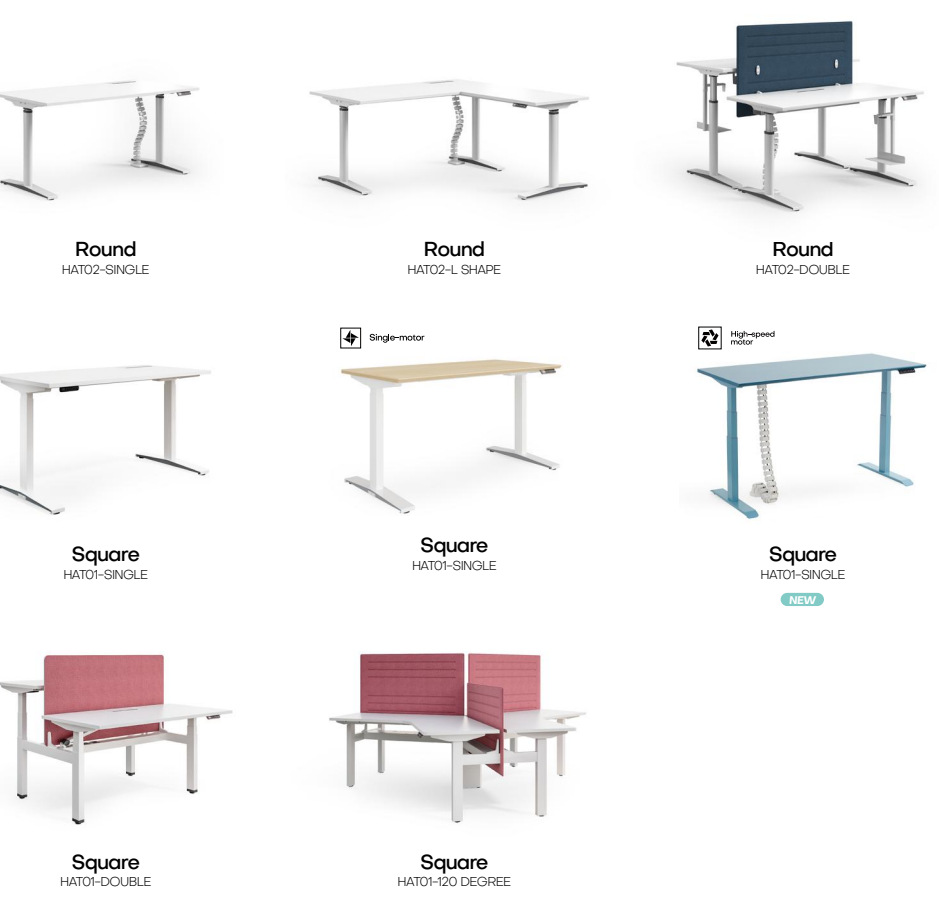 Round
HAT02-SINGLE
Round
HAT02-L SHAPE
Round
HAT02-DOUBLE
Single-motor
High-speed
motor
Square
HAT01-SINGLE
Square
HAT01-SINGLE
Square
HAT01-SINGLE
NEW
Square
HAT01-DOUBLE
Square
HAT01-120 DEGREE